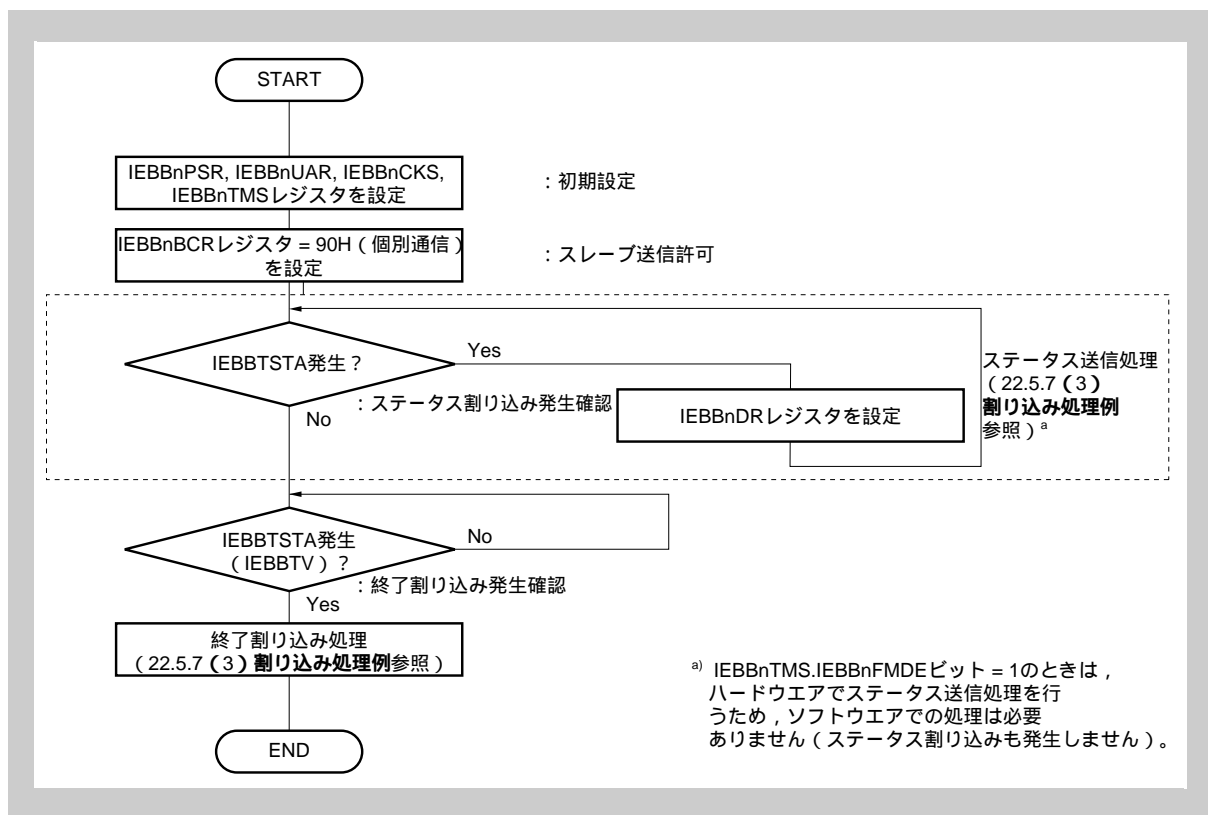 START
IEBBnPSR, IEBBnUAR, IEBBnCKS,
IEBBnTMSレジスタを設定
：初期設定
IEBBnBCRレジスタ = 90H（個別通信）
を設定
：スレーブ送信許可
IEBBTSTA発生？
Yes
：ステータス割り込み発生確認
No
IEBBnDRレジスタを設定
ステータス送信処理
（22.5.7（3）
割り込み処理例
参照）a
IEBBTSTA発生
（IEBBTV）？
No
：終了割り込み発生確認
Yes
終了割り込み処理
（22.5.7（3）割り込み処理例参照）
END
a) IEBBnTMS.IEBBnFMDEビット = 1のときは，
ハードウエアでステータス送信処理を行
うため，ソフトウエアでの処理は必要
ありません（ステータス割り込みも発生しません）。